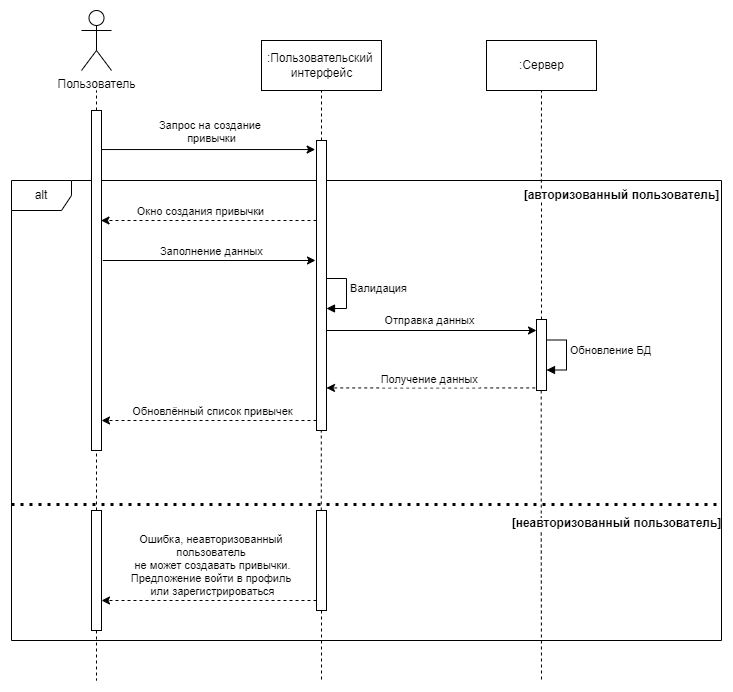 Пользователь
:Пользовательский
интерфейс
:Сервер
Запрос на создание
привычки
alt
[авторизованный пользователь]
Окно создания привычки
Заполнение данных
Валидация
Отправка данных
Обновление БД
Получение данных
Обновлённый список привычек
[неавторизованный пользователь]
Ошибка, неавторизованный
пользователь
не может создавать привычки.
Предложение войти в профиль
или зарегистрироваться